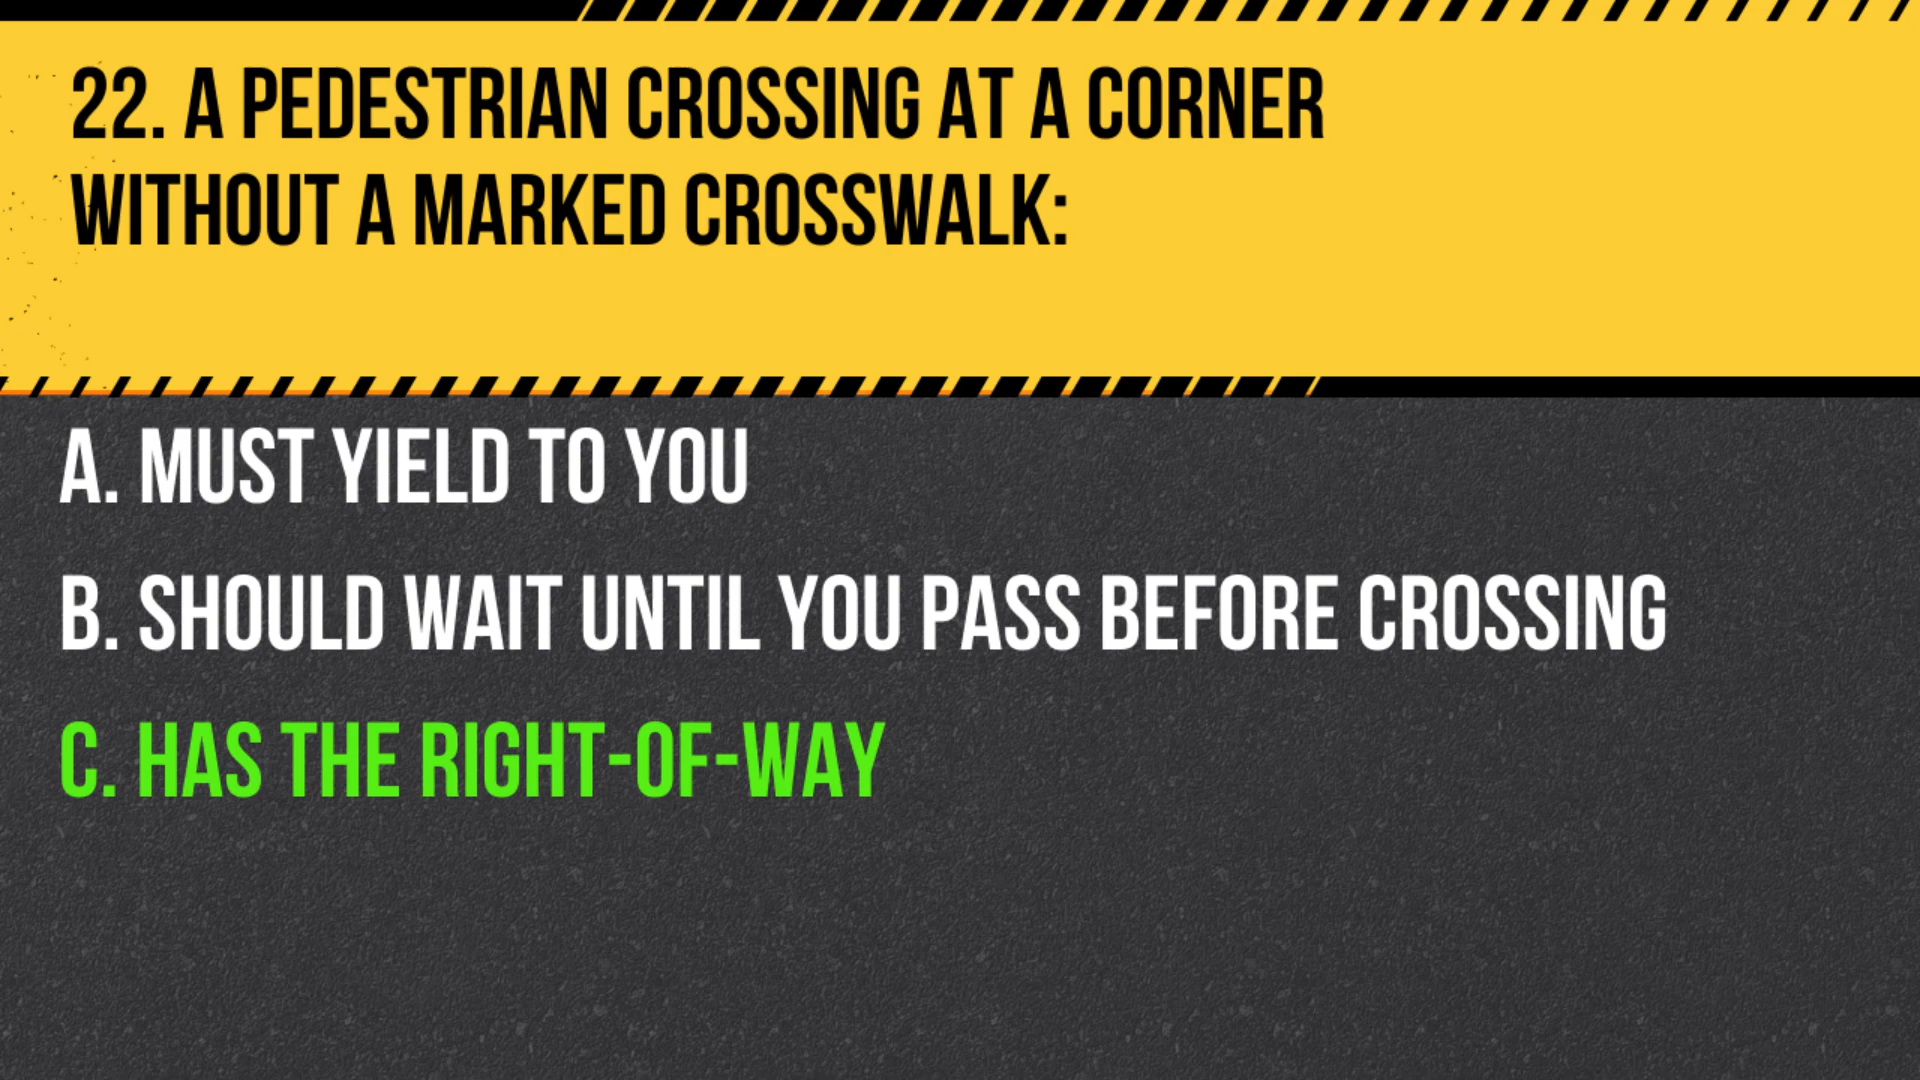 22. A PEDESTRIAN CROSSING AT A CORNER
WITHOUT A MARKED CROSSWALK:
A. MUST YIELD TO YOU
B. SHOULD WAIT UNTIL YOU PASS BEFORE CROSSING
C. HAS THE RIGHT-OF-WAY